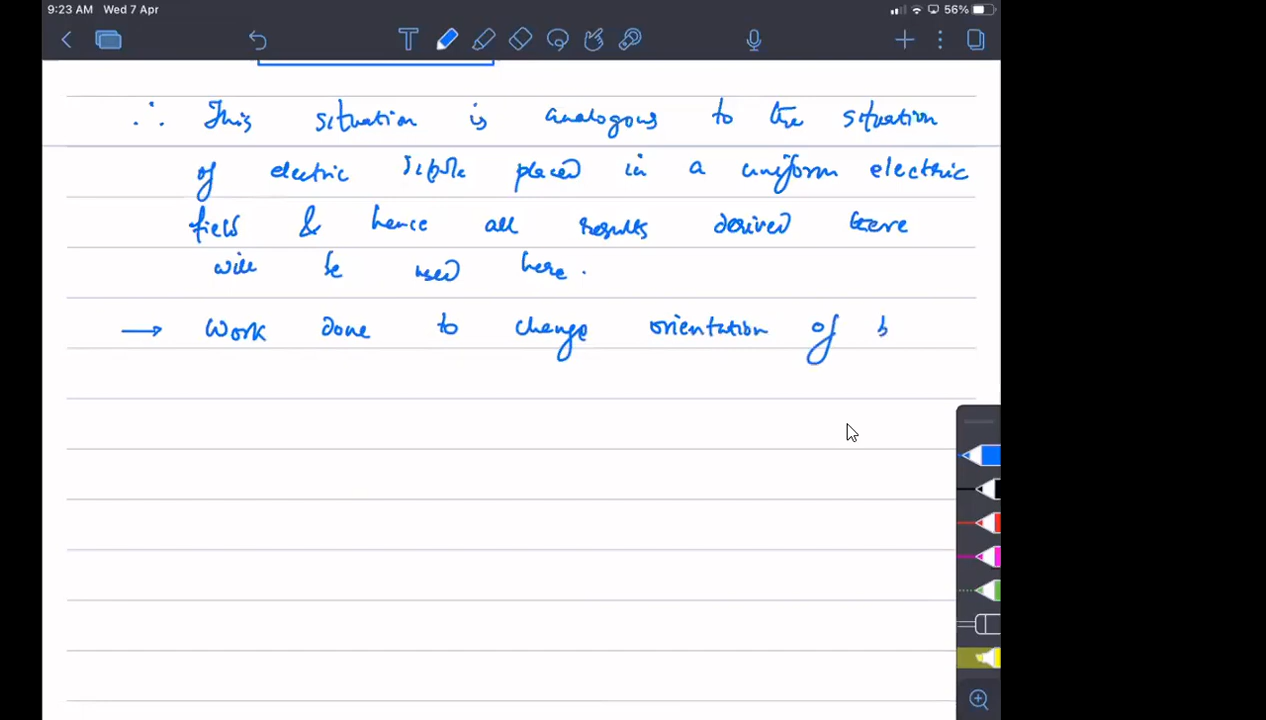 9:23 AM Wed 7 Apr 56%
T
∴ This situation is analogous to the situation
of electric dipole placed in a uniform electric
field & hence all results derived there
will be used here.
→ Work done to change orientation of b